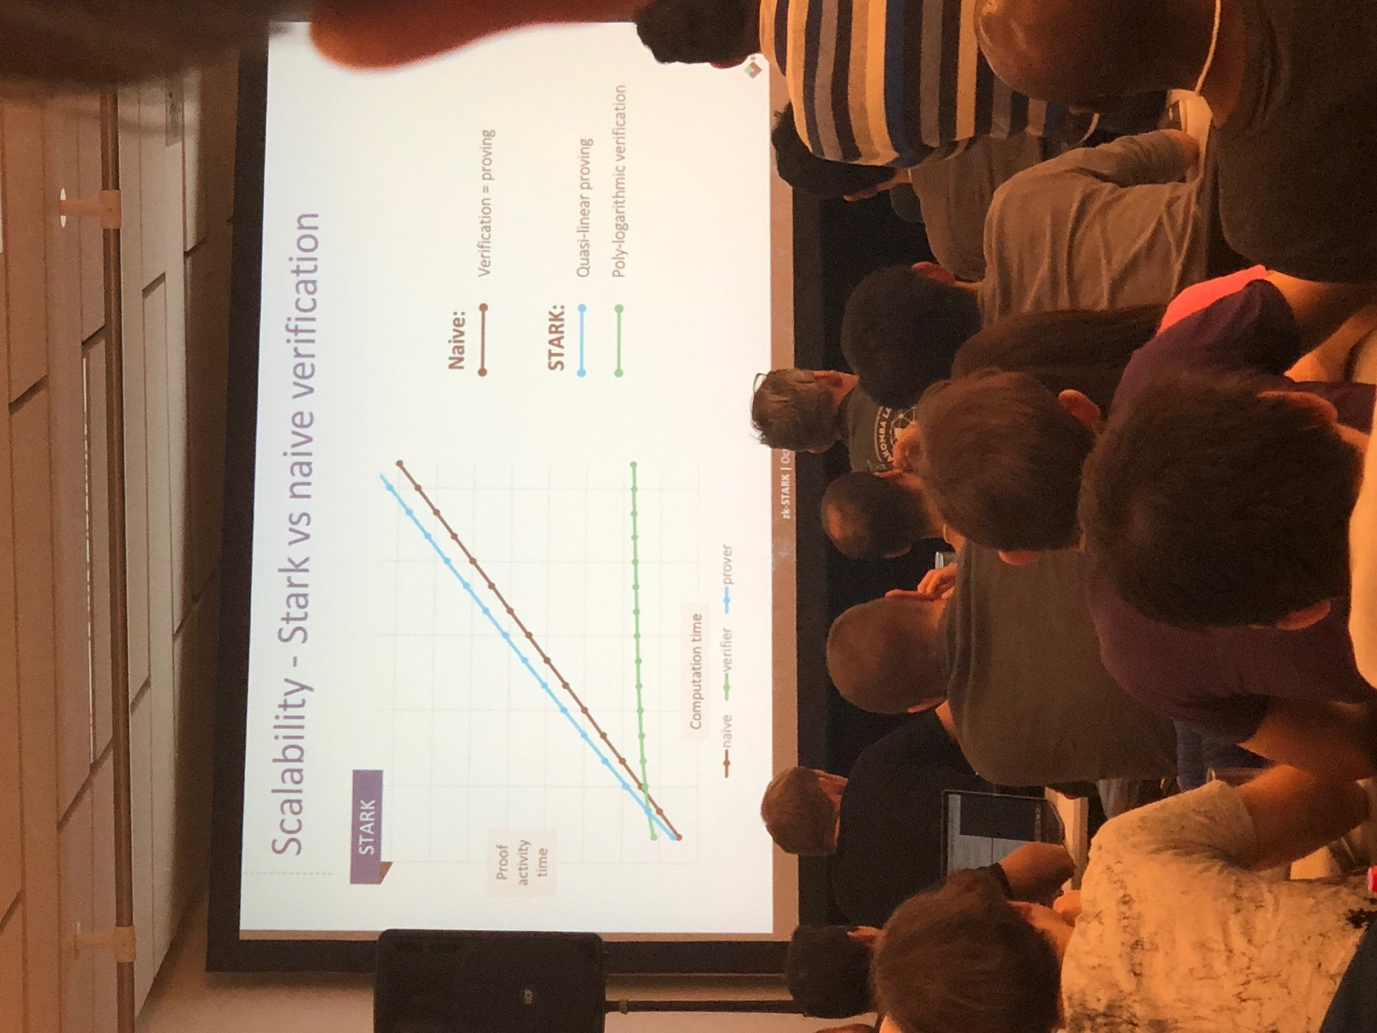 Scalability - Stark vs naive verification
STARK
Proof
activity
time
Computation time
naive verifier prover
Naive:
Verification = proving
STARK:
Quasi-linear proving
Poly-logarithmic verification
zk-STARK |